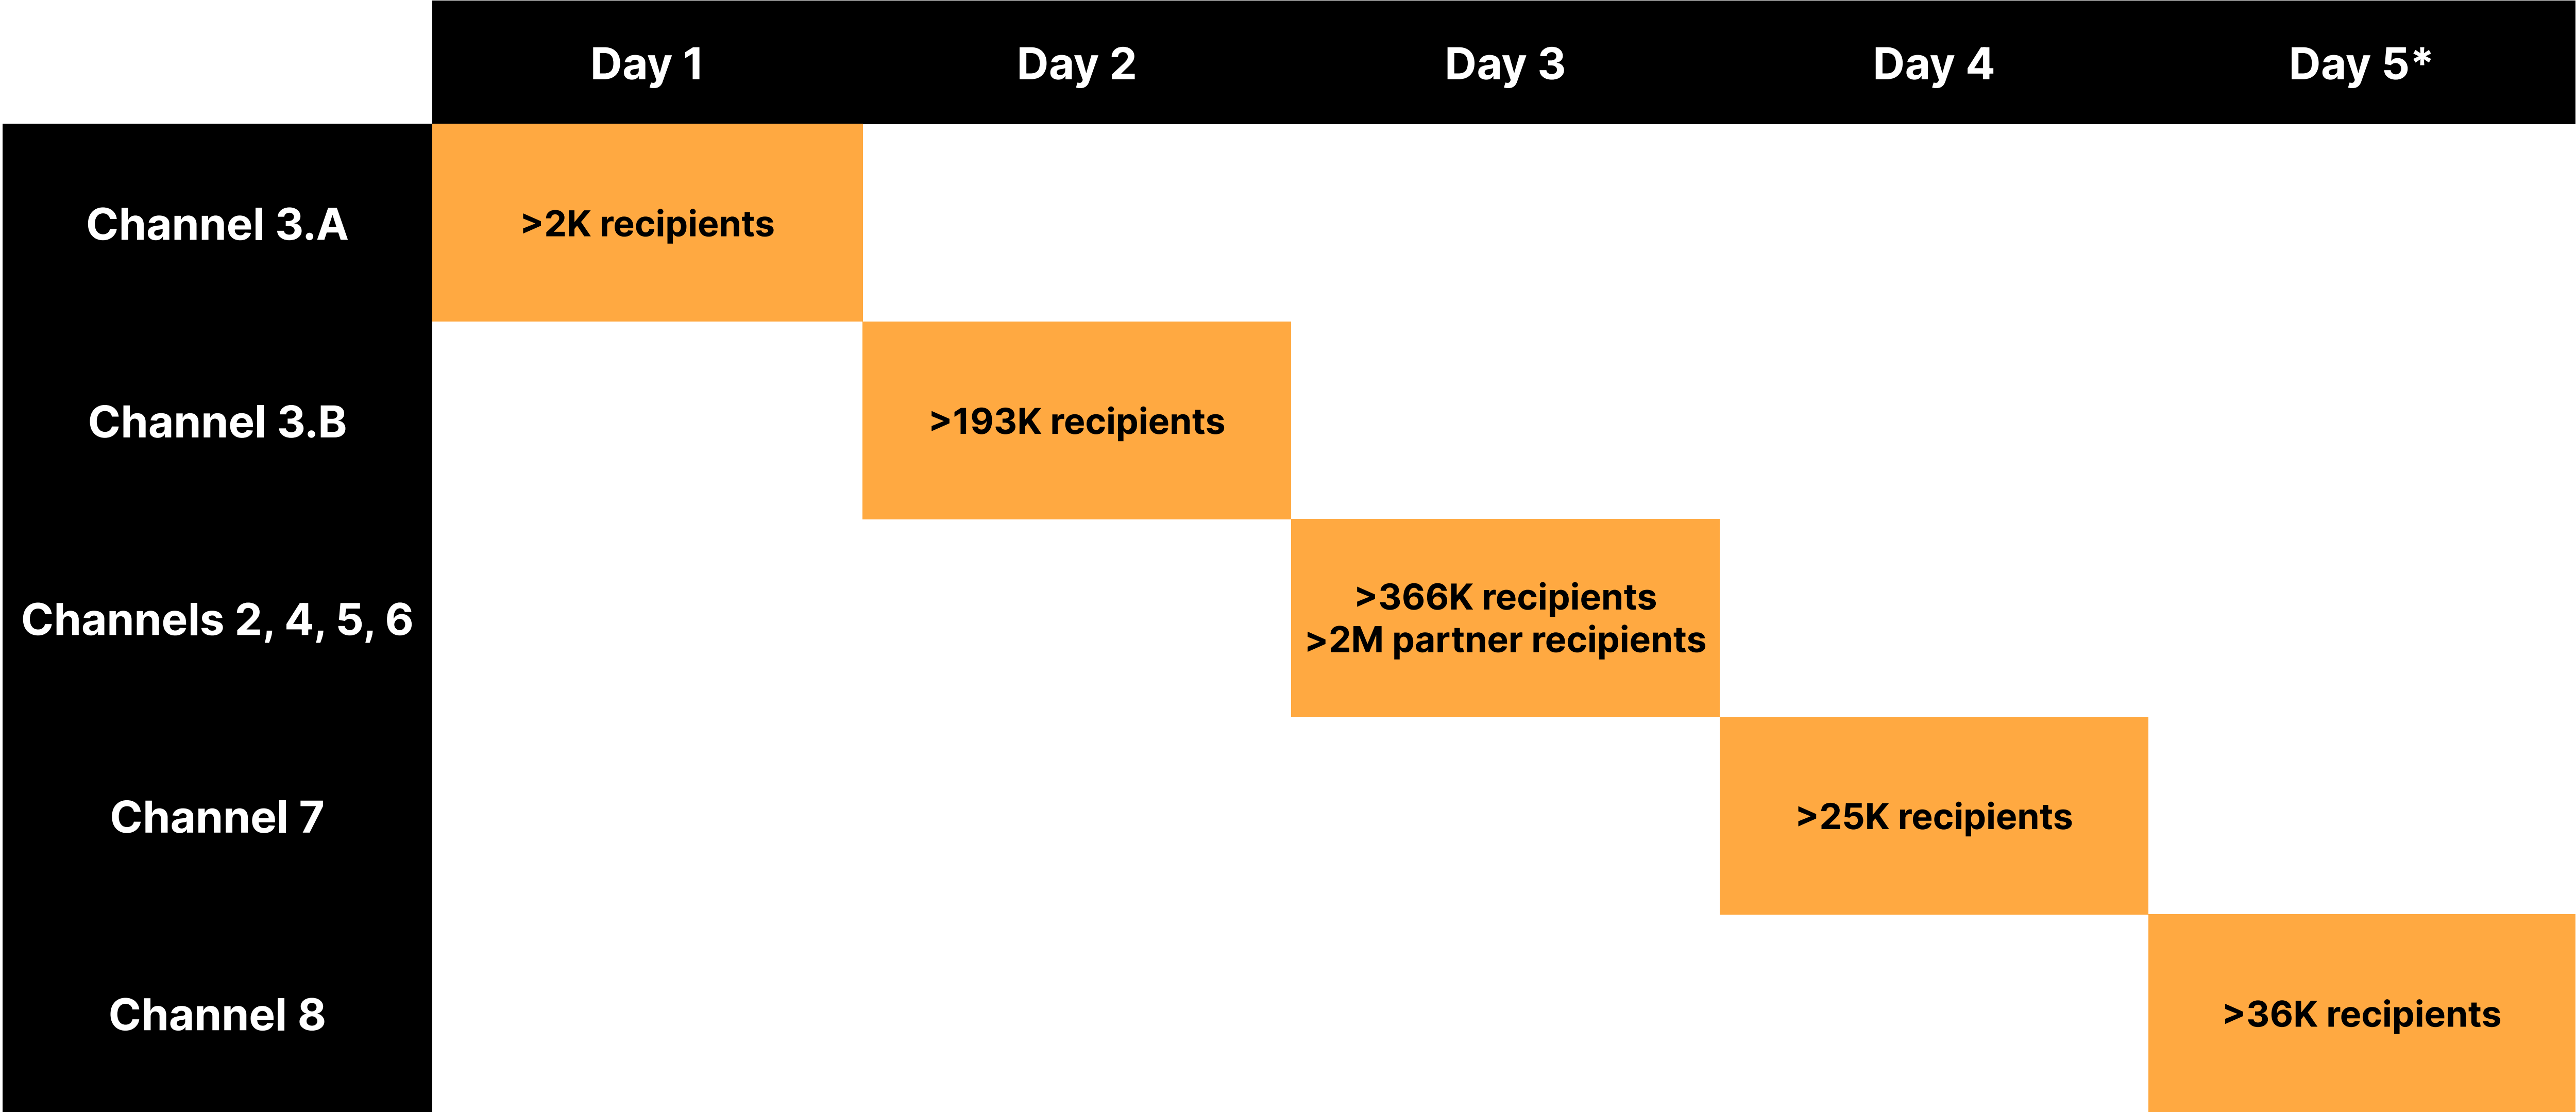 Day 1
Day 2
Day 3
Day 4
Day 5*
Channel 3.A
>2K recipients
Channel 3.B
>193K recipients
Channels 2, 4, 5, 6
>366K recipients
>2M partner recipients
Channel 7
>25K recipients
Channel 8
>36K recipients